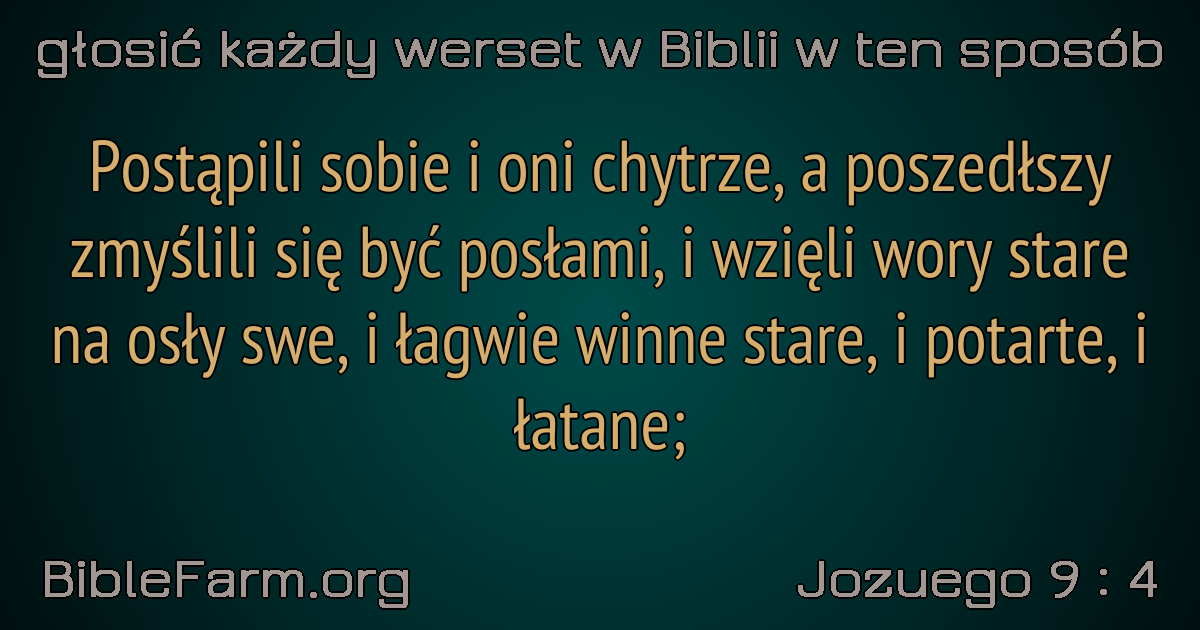 głosić każdy werset w Biblii w ten sposób
Postąpili sobie i oni chytrze, a poszedłszy
zmyślili się być posłami, i wzięli wory stare
na osły swe, i łagwie winne stare, i potarte, i
łatane;
BibleFarm.org
Jozuego 9 : 4